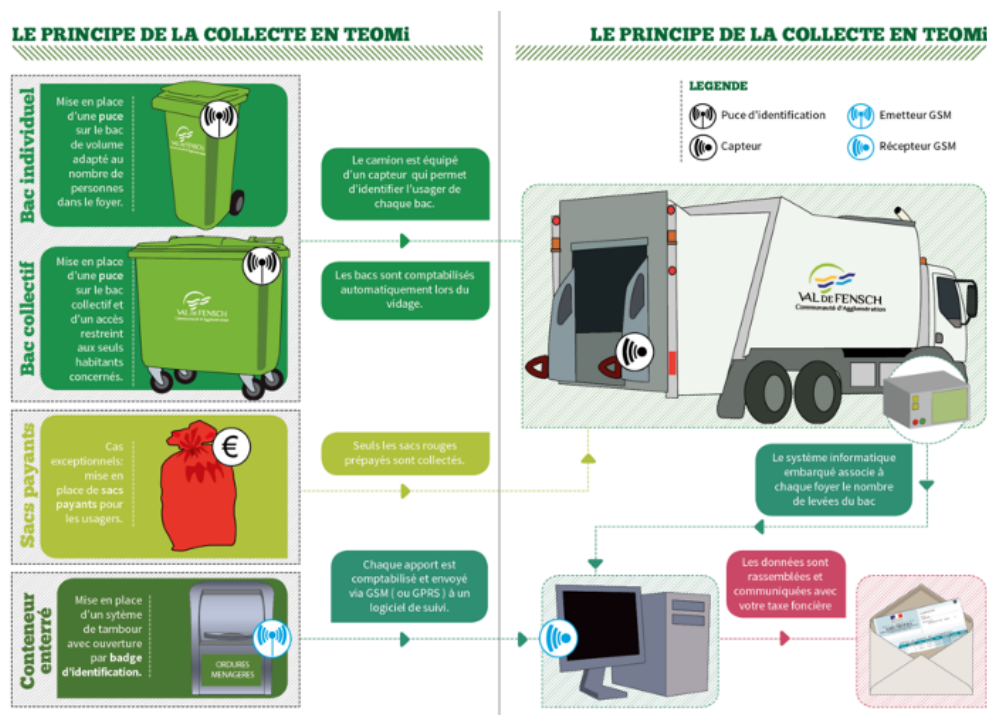 LE PRINCIPE DE LA COLLECTE EN TEOMi
Bac individuel
Mise en place
d'une puce
sur le bac
de volume
adapté au
nombre de
personnes
dans le foyer.
VAL DE FENSCH
Bac collectif
Mise en place
d'une puce
sur le bac
collectif et
d'un accès
restreint
aux seuls
habitants
concernés.
VAL DE FENSCH
Communauté d'Agglomération
Le camion est équipé
d'un capteur qui permet
d'identifier l'usager de
chaque bac.
Les bacs sont comptabilisés
automatiquement lors du
vidage.
Sacs payants
Cas
exceptionnels:
mise en
place de sacs
payants pour
les usagers.
€
Seuls les sacs rouges
prépayés sont collectés.
Conteneur
enterré
Mise en place
d'un sytème
de tambour
avec ouverture
par badge
d'identification.
ORDURES
MENAGERES
Chaque apport est
comptabilisé et envoyé
via GSM ( ou GPRS ) à un
logiciel de suivi.
LE PRINCIPE DE LA COLLECTE EN TEOMi
LEGENDE
Puce d'identification
Emetteur GSM
Capteur
Récepteur GSM
VAL DE FENSCH
Communauté d'Agglomération
Le système informatique
embarqué associe à
chaque foyer le nombre
de levées du bac
Les données sont
rassemblées et
communiquées avec
votre taxe foncière